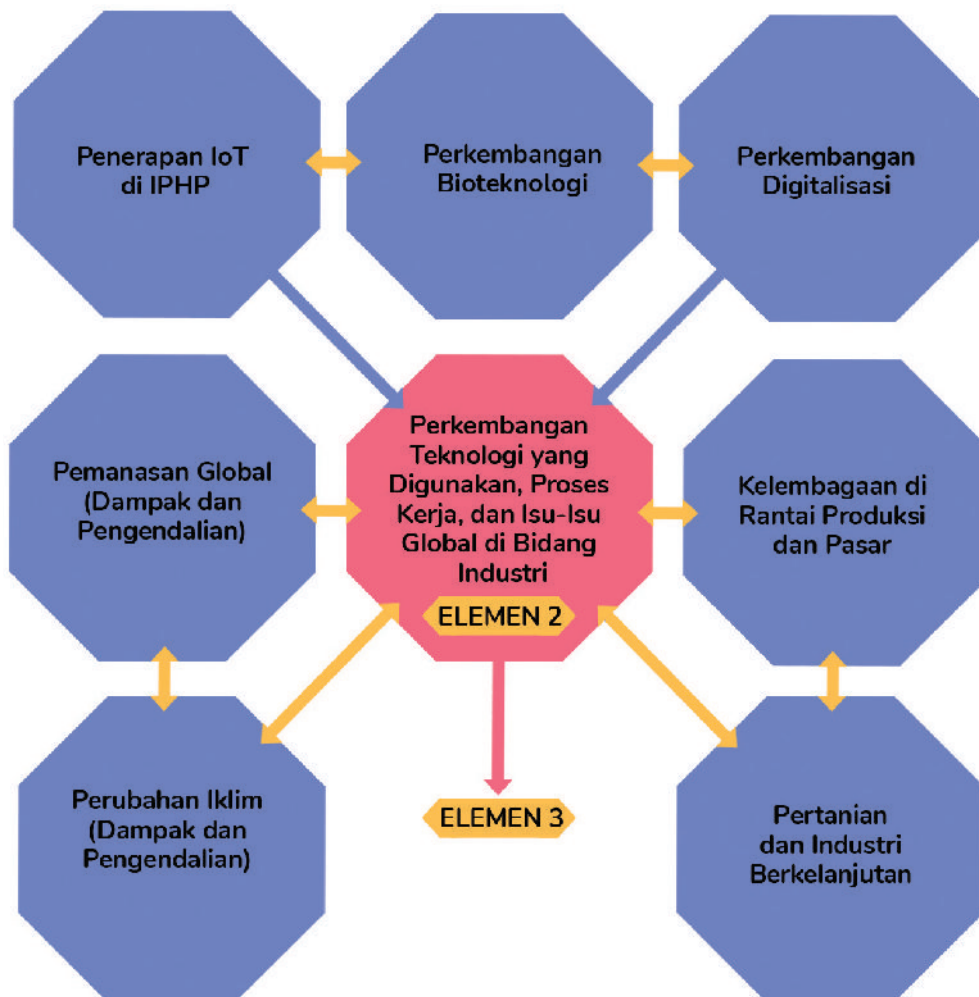 Penerapan IoT
di IPHP
Perkembangan
Bioteknologi
Perkembangan
Digitalisasi
Pemanasan Global
(Dampak dan
Pengendalian)
Perkembangan
Teknologi yang
Digunakan, Proses
Kerja, dan Isu-Isu
Global di Bidang
Industri
ELEMEN 2
Kelembagaan di
Rantai Produksi
dan Pasar
Perubahan Iklim
(Dampak dan
Pengendalian)
ELEMEN 3
Pertanian
dan Industri
Berkelanjutan